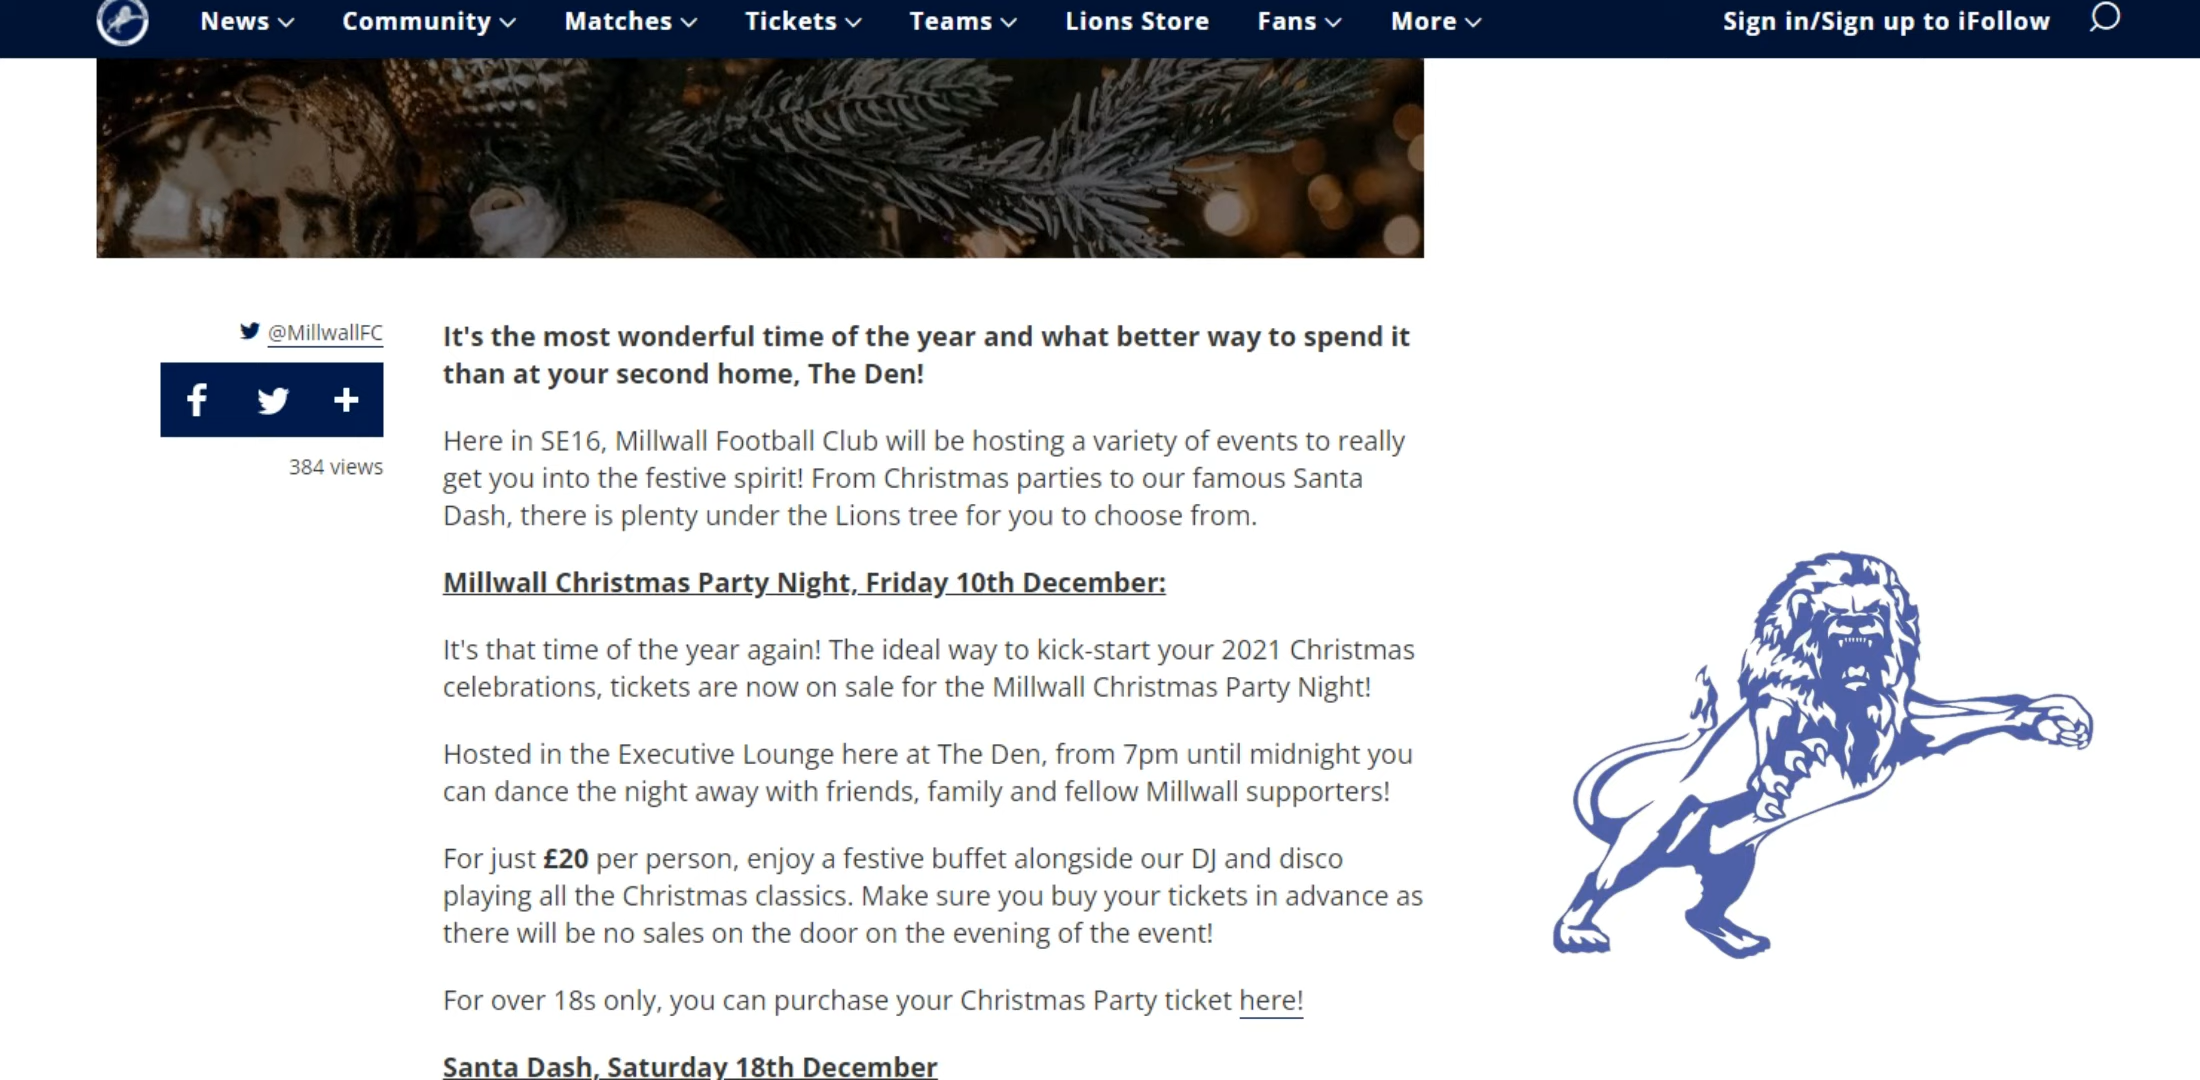 News
Community
Matches
Tickets
Teams
Lions Store
Fans
More
Sign in/Sign up to iFollow
@MillwallFC
384 views
It's the most wonderful time of the year and what better way to spend it
than at your second home, The Den!
Here in SE16, Millwall Football Club will be hosting a variety of events to really
get you into the festive spirit! From Christmas parties to our famous Santa
Dash, there is plenty under the Lions tree for you to choose from.
Millwall Christmas Party Night, Friday 10th December:
It's that time of the year again! The ideal way to kick-start your 2021 Christmas
celebrations, tickets are now on sale for the Millwall Christmas Party Night!
Hosted in the Executive Lounge here at The Den, from 7pm until midnight you
can dance the night away with friends, family and fellow Millwall supporters!
For just £20 per person, enjoy a festive buffet alongside our DJ and disco
playing all the Christmas classics. Make sure you buy your tickets in advance as
there will be no sales on the door on the evening of the event!
For over 18s only, you can purchase your Christmas Party ticket here!
Santa Dash, Saturday 18th December